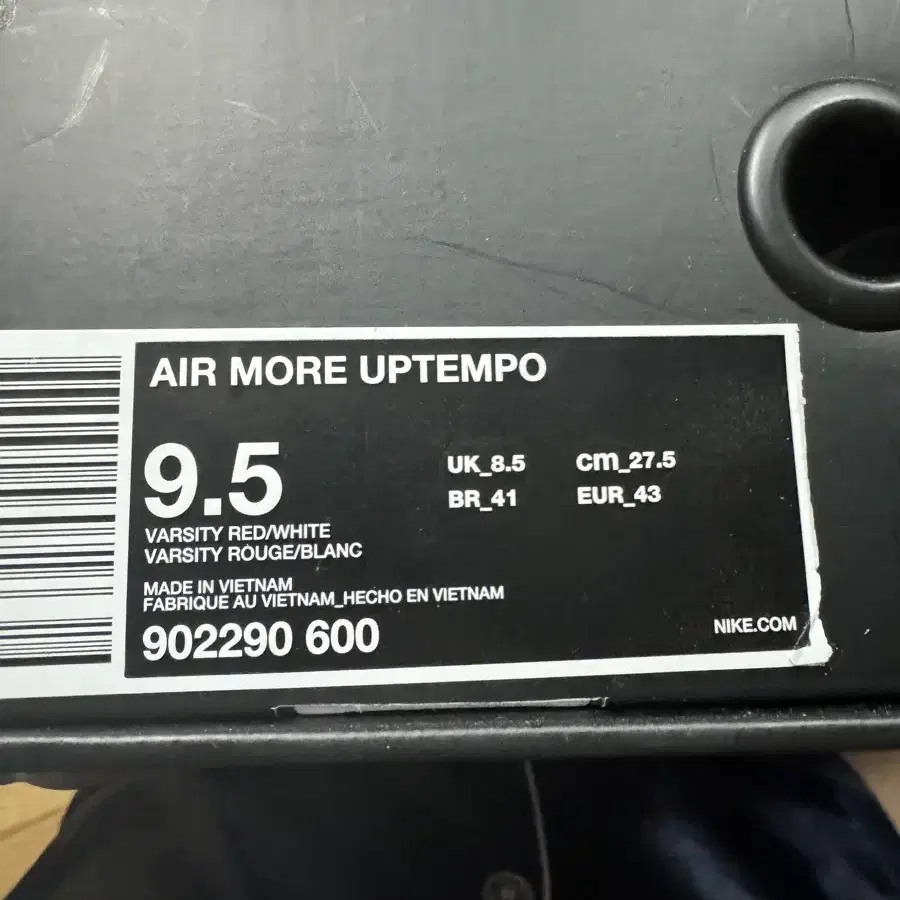 AIR MORE UPTEMPO
9.5
UK_8.5 cm_27.5
BR_41 EUR_43
VARSITY RED/WHITE
VARSITY ROUGE/BLANC
MADE IN VIETNAM
FABRIQUE AU VIETNAM_HECHO EN VIETNAM
902290 600
NIKE.COM